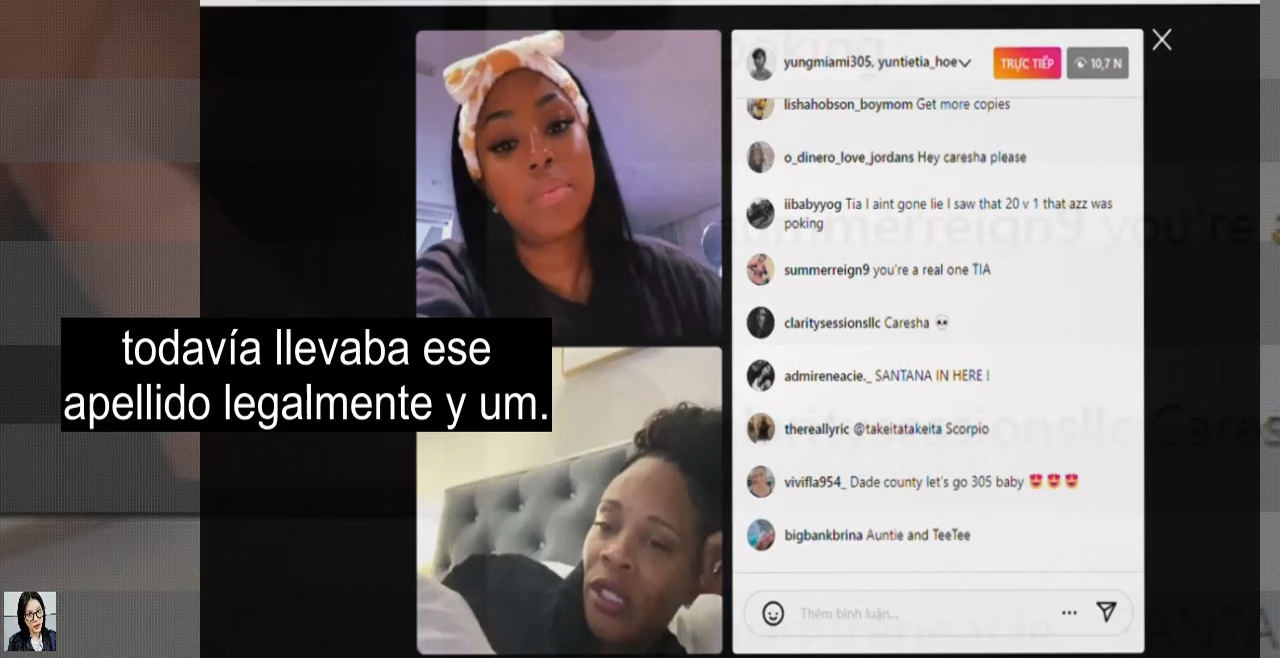 yungmiami305, yuntietia_hoe
TRỰC TIẾP
10,7 N
lishahobson_boymom Get more copies
o_dinero_love_jordans Hey caresha please
iibabyyog Tia I aint gone lie I saw that 20 v 1 that azz was
poking
summerreign9 you're a real one TIA
claritysessionsllc Caresha 💀
admireneacie._ SANTANA IN HERE !
thereallyric @takeitatakeita Scorpio
vivifla954_ Dade county let's go 305 baby 😍😍😍
bigbankbrina Auntie and TeeTee
Thêm bình luận...
todavía llevaba ese
apellido legalmente y um.